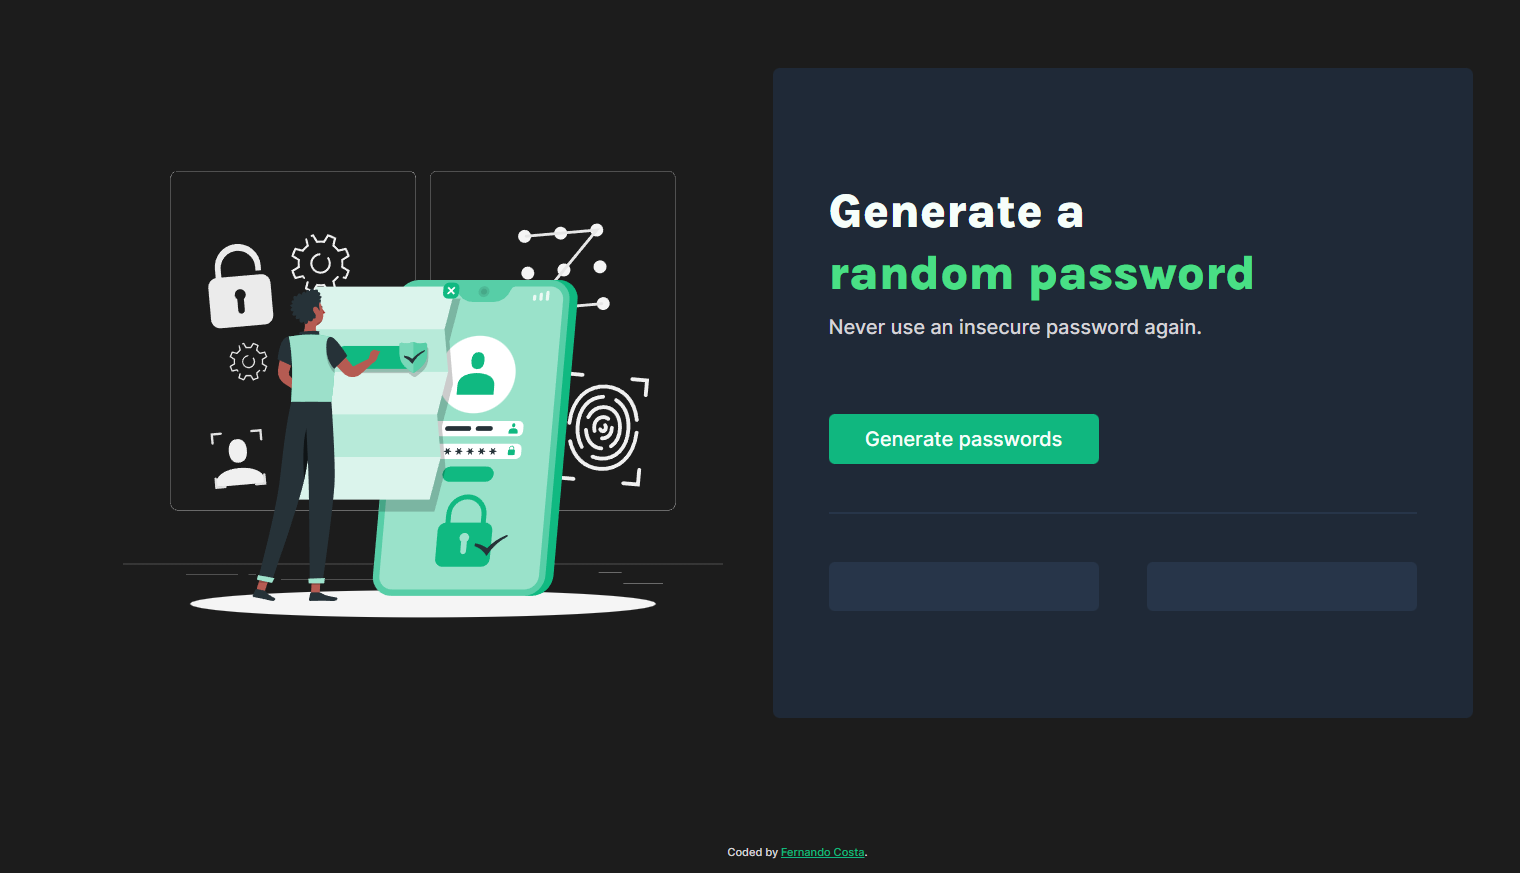 Generate a
random password
Never use an insecure password again.
Generate passwords
*****
Coded by Fernando Costa.